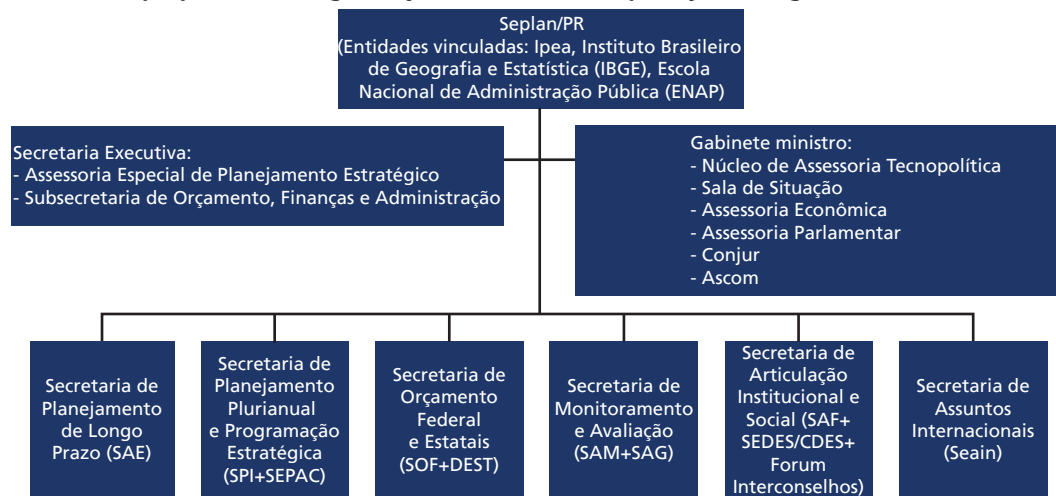 Seplan/PR
(Entidades vinculadas: Ipea, Instituto Brasileiro
de Geografia e Estatística (IBGE), Escola
Nacional de Administração Pública (ENAP)
Secretaria Executiva:
- Assessoria Especial de Planejamento Estratégico
- Subsecretaria de Orçamento, Finanças e Administração
Gabinete ministro:
- Núcleo de Assessoria Tecnopolítica
- Sala de Situação
- Assessoria Econômica
- Assessoria Parlamentar
- Conjur
- Ascom
Secretaria de
Planejamento
de Longo
Prazo (SAE)
Secretaria de
Planejamento
Plurianual
e Programação
Estratégica
(SPI+SEPAC)
Secretaria de
Orçamento
Federal
e Estatais
(SOF+DEST)
Secretaria de
Monitoramento
e Avaliação
(SAM+SAG)
Secretaria de
Articulação
Institucional e
Social (SAF+
SEDES/CDES+
Forum
Interconselhos)
Secretaria de
Assuntos
Internacionais
(Seain)